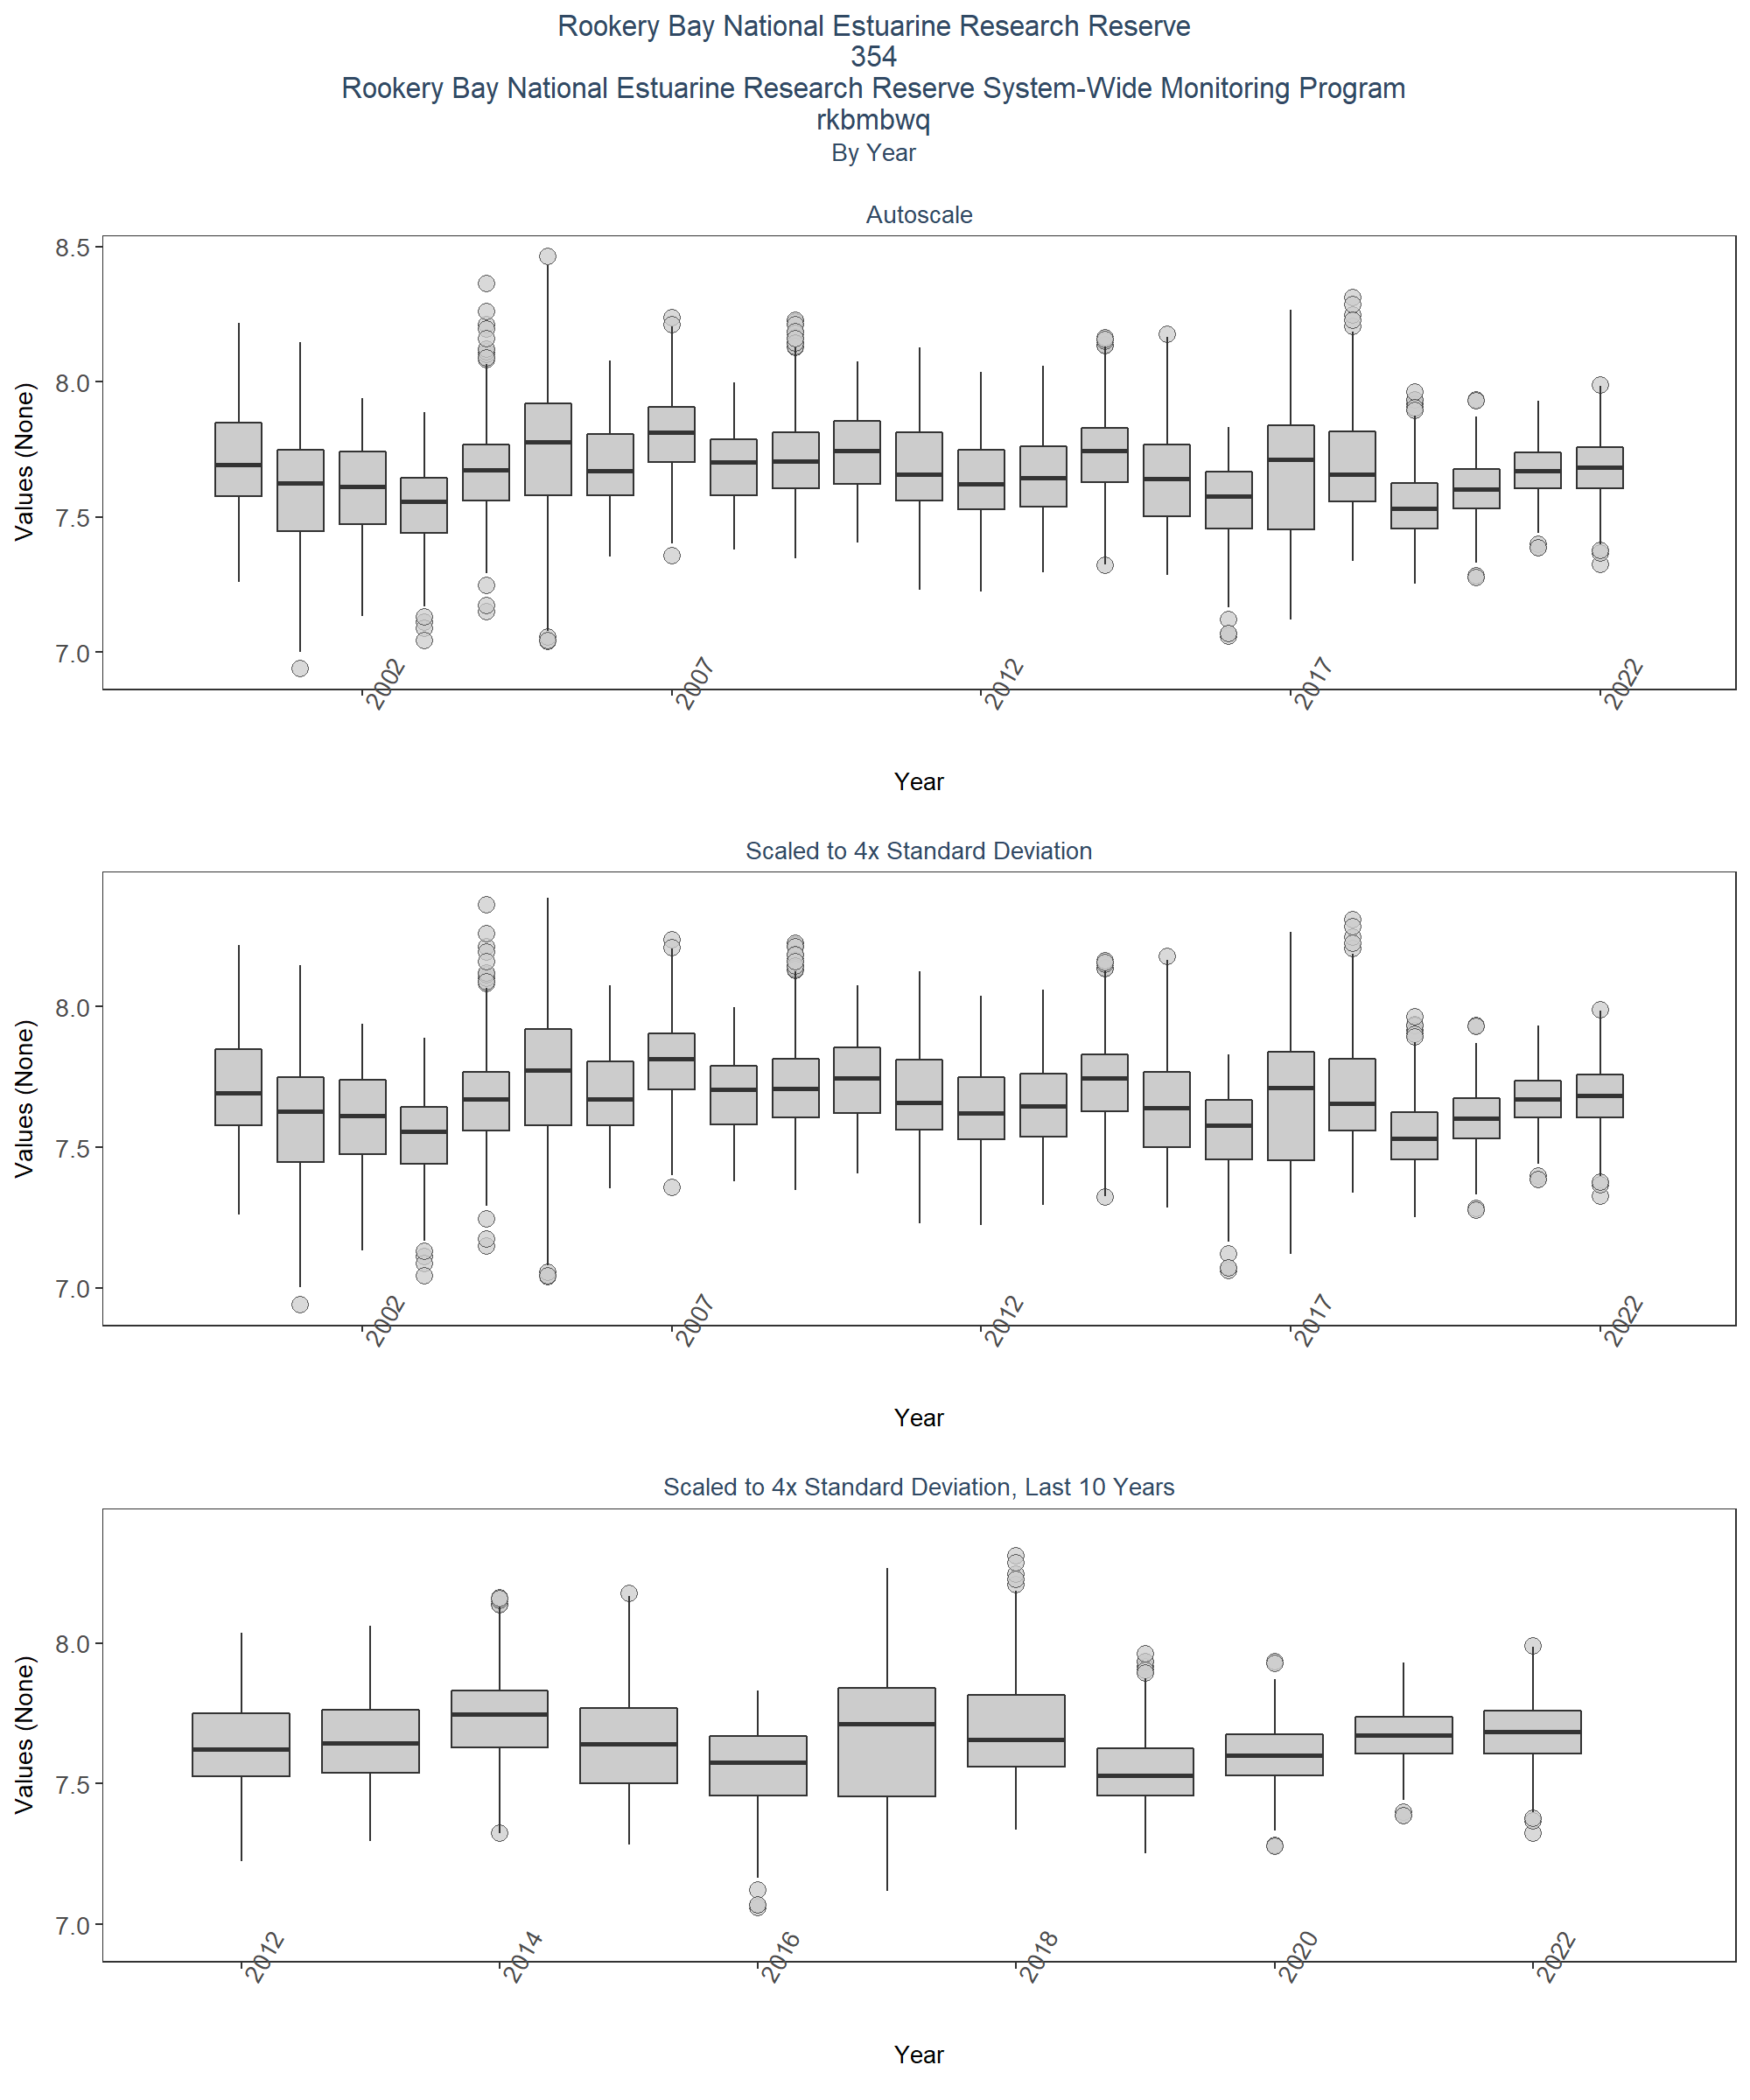 Rookery Bay National Estuarine Research Reserve
354
Rookery Bay National Estuarine Research Reserve System-Wide Monitoring Program
rkbmbwq
By Year
Autoscale
Values (None)
8.5
8.0
7.5
7.0
2002 2007 2012 2017 2022
Year
Scaled to 4x Standard Deviation
Values (None)
8.0
7.5
7.0
2002 2007 2012 2017 2022
Year
Scaled to 4x Standard Deviation, Last 10 Years
Values (None)
8.0
7.5
7.0
2012 2014 2016 2018 2020 2022
Year